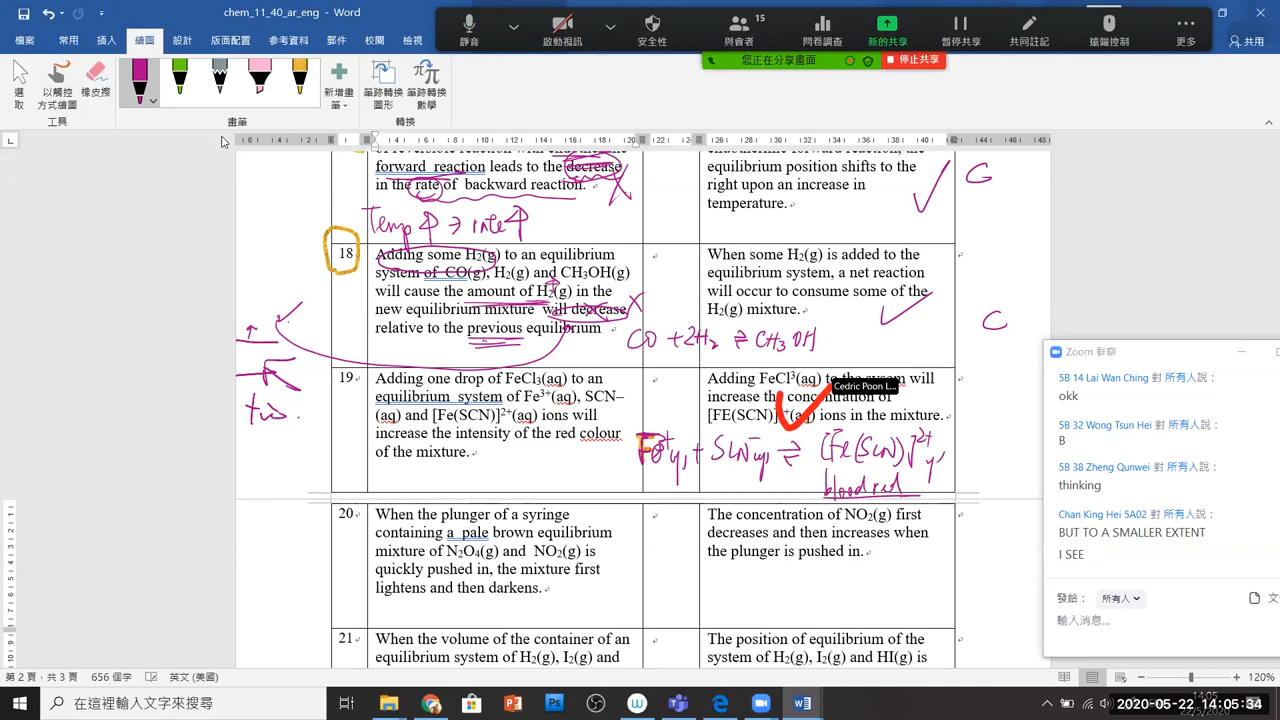 chem_11_40_ar_eng - Word
15
靜音
啟動視訊
安全性
與會者
問卷調查
新的共享
暫停共享
共同註記
遠端控制
更多
檔案
常用
插入
繪圖
設計
版面配置
參考資料
郵件
校閱
檢視
共用
您正在分享畫面
停止共享
選取
以觸控方式繪圖
橡皮擦
新增畫筆
筆跡轉換圖形
筆跡轉換數學
工具
轉換
forward reaction leads to the decrease
in the rate of backward reaction.
Temp ↑ → rate ↑
equilibrium position shifts to the
right upon an increase in
temperature.
18
Adding some H2(g) to an equilibrium
system of CO(g), H2(g) and CH3OH(g)
will cause the amount of H2(g) in the
new equilibrium mixture will decrease
relative to the previous equilibrium
When some H2(g) is added to the
equilibrium system, a net reaction
will occur to consume some of the
H2(g) mixture.
C
CO + 2H2 ⇌ CH3OH
19
Adding one drop of FeCl3(aq) to an
equilibrium system of Fe3+(aq), SCN–
(aq) and [Fe(SCN)]2+(aq) ions will
increase the intensity of the red colour
of the mixture.
Adding FeCl3(aq) to the sysem will
increase the concentration of
[FE(SCN)]2+(aq) ions in the mixture.
Cedric Poon L...
blood red
20
When the plunger of a syringe
containing a pale brown equilibrium
mixture of N2O4(g) and NO2(g) is
quickly pushed in, the mixture first
lightens and then darkens.
The concentration of NO2(g) first
decreases and then increases when
the plunger is pushed in.
21
When the volume of the container of an
equilibrium system of H2(g), I2(g) and
The position of equilibrium of the
system of H2(g), I2(g) and HI(g) is
Zoom 群聊
5B 14 Lai Wan Ching 對 所有人 說：
okk
5B 32 Wong Tsun Hei 對 所有人 說：
B
5B 38 Zheng Qunwei 對 所有人 說：
thinking
Chan King Hei 5A02 對 所有人 說：
BUT TO A SMALLER EXTENT
I SEE
發給： 所有人
輸入消息...
第 2 頁，共 3 頁 656 個字 英文 (美國)
120%
在這裡輸入文字來搜尋
2020-05-22 14:05:34